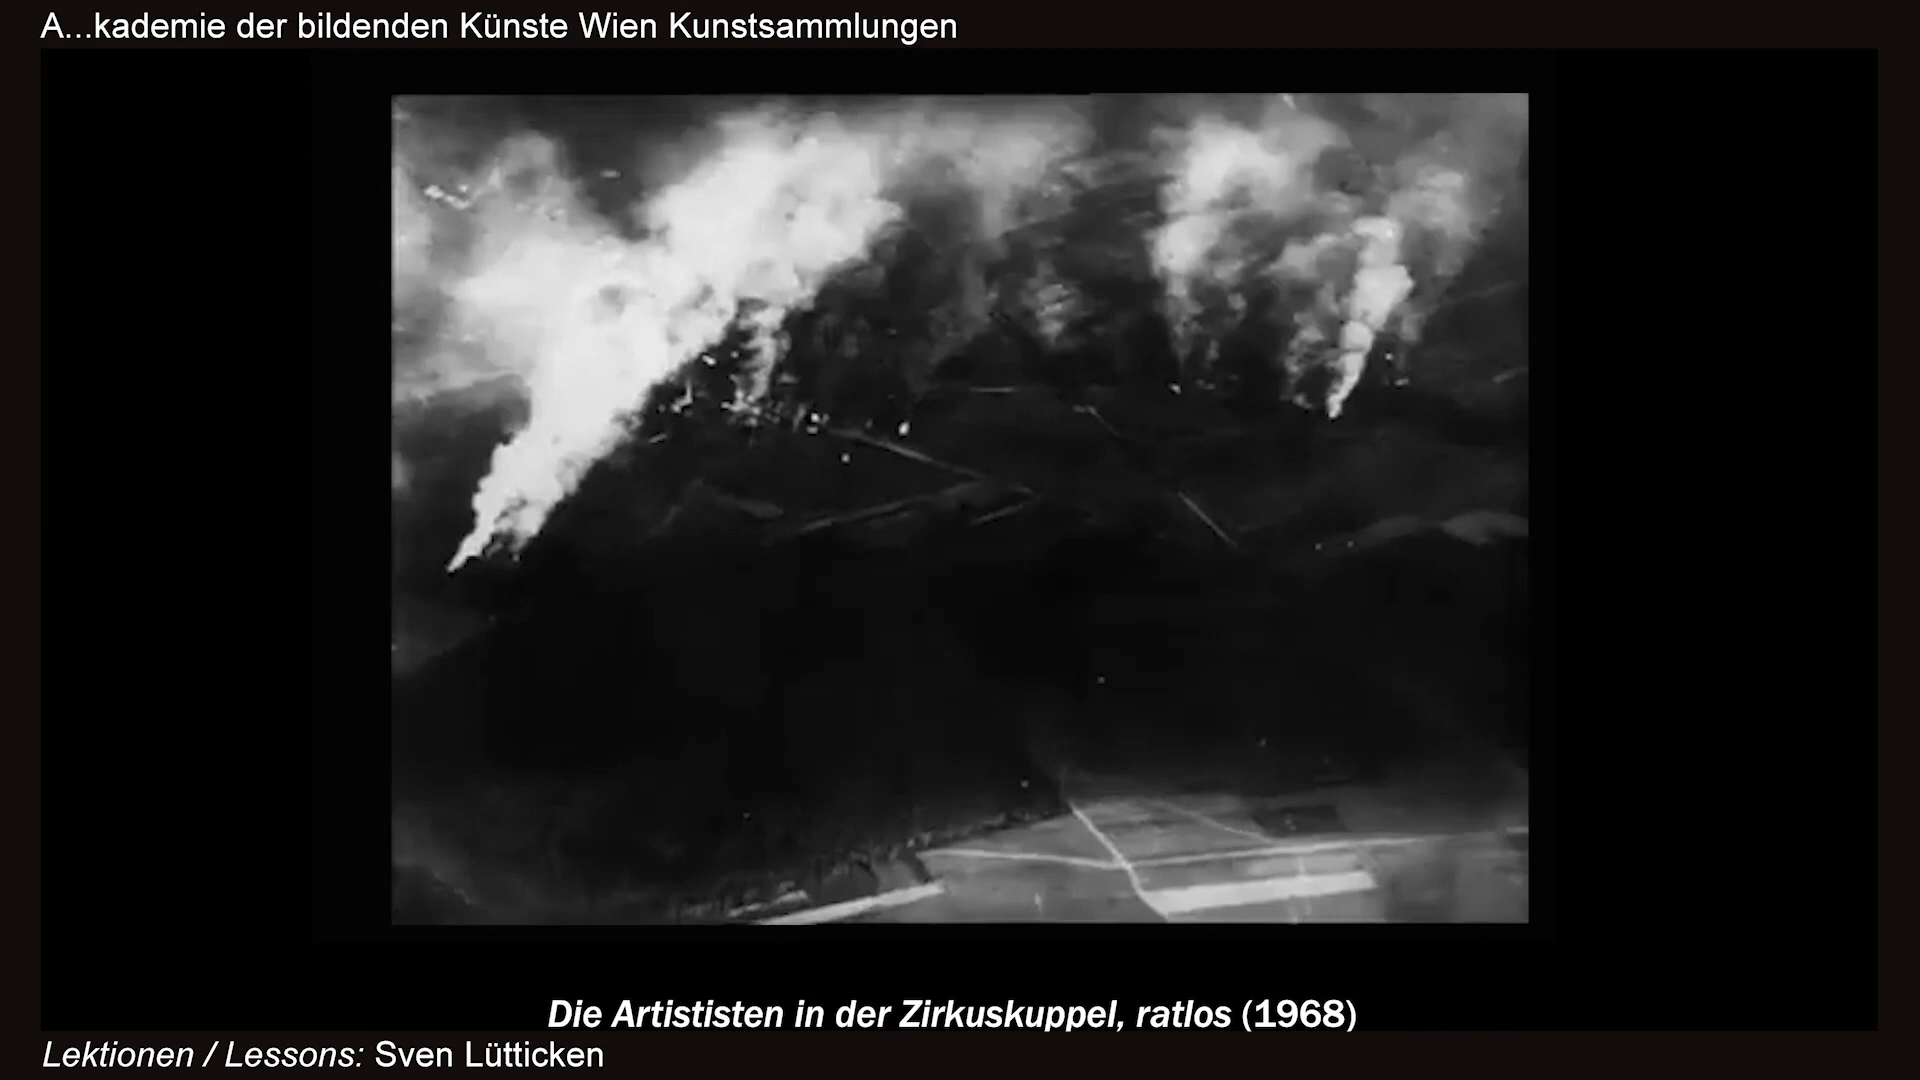 A...kademie der bildenden Künste Wien Kunstsammlungen
Die Artististen in der Zirkuskuppel, ratlos (1968)
Lektionen / Lessons: Sven Lütticken